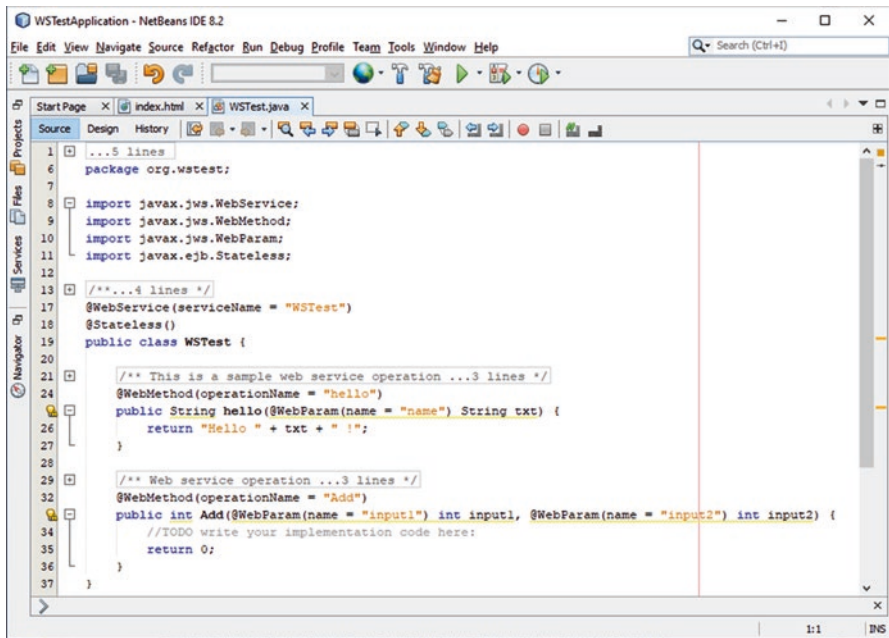 WSTestApplication - NetBeans IDE 8.2
File Edit View Navigate Source Refactor Run Debug Profile Team Tools Window Help
Search (Ctrl+I)
Start Page index.html WSTest.java
Source Design History
Projects
Files
Services
Navigator
1 ...5 lines
6 package org.wstest;
7
8 import javax.jws.WebService;
9 import javax.jws.WebMethod;
10 import javax.jws.WebParam;
11 import javax.ejb.Stateless;
12
13 /**...4 lines */
17 @WebService(serviceName = "WSTest")
18 @Stateless()
19 public class WSTest {
20
21 /** This is a sample web service operation ...3 lines */
24 @WebMethod(operationName = "hello")
public String hello(@WebParam(name = "name") String txt) {
26 return "Hello " + txt + " !";
27 }
28
29 /** Web service operation ...3 lines */
32 @WebMethod(operationName = "Add")
public int Add(@WebParam(name = "input1") int input1, @WebParam(name = "input2") int input2) {
34 //TODO write your implementation code here:
35 return 0;
36 }
37 }
1:1 INS